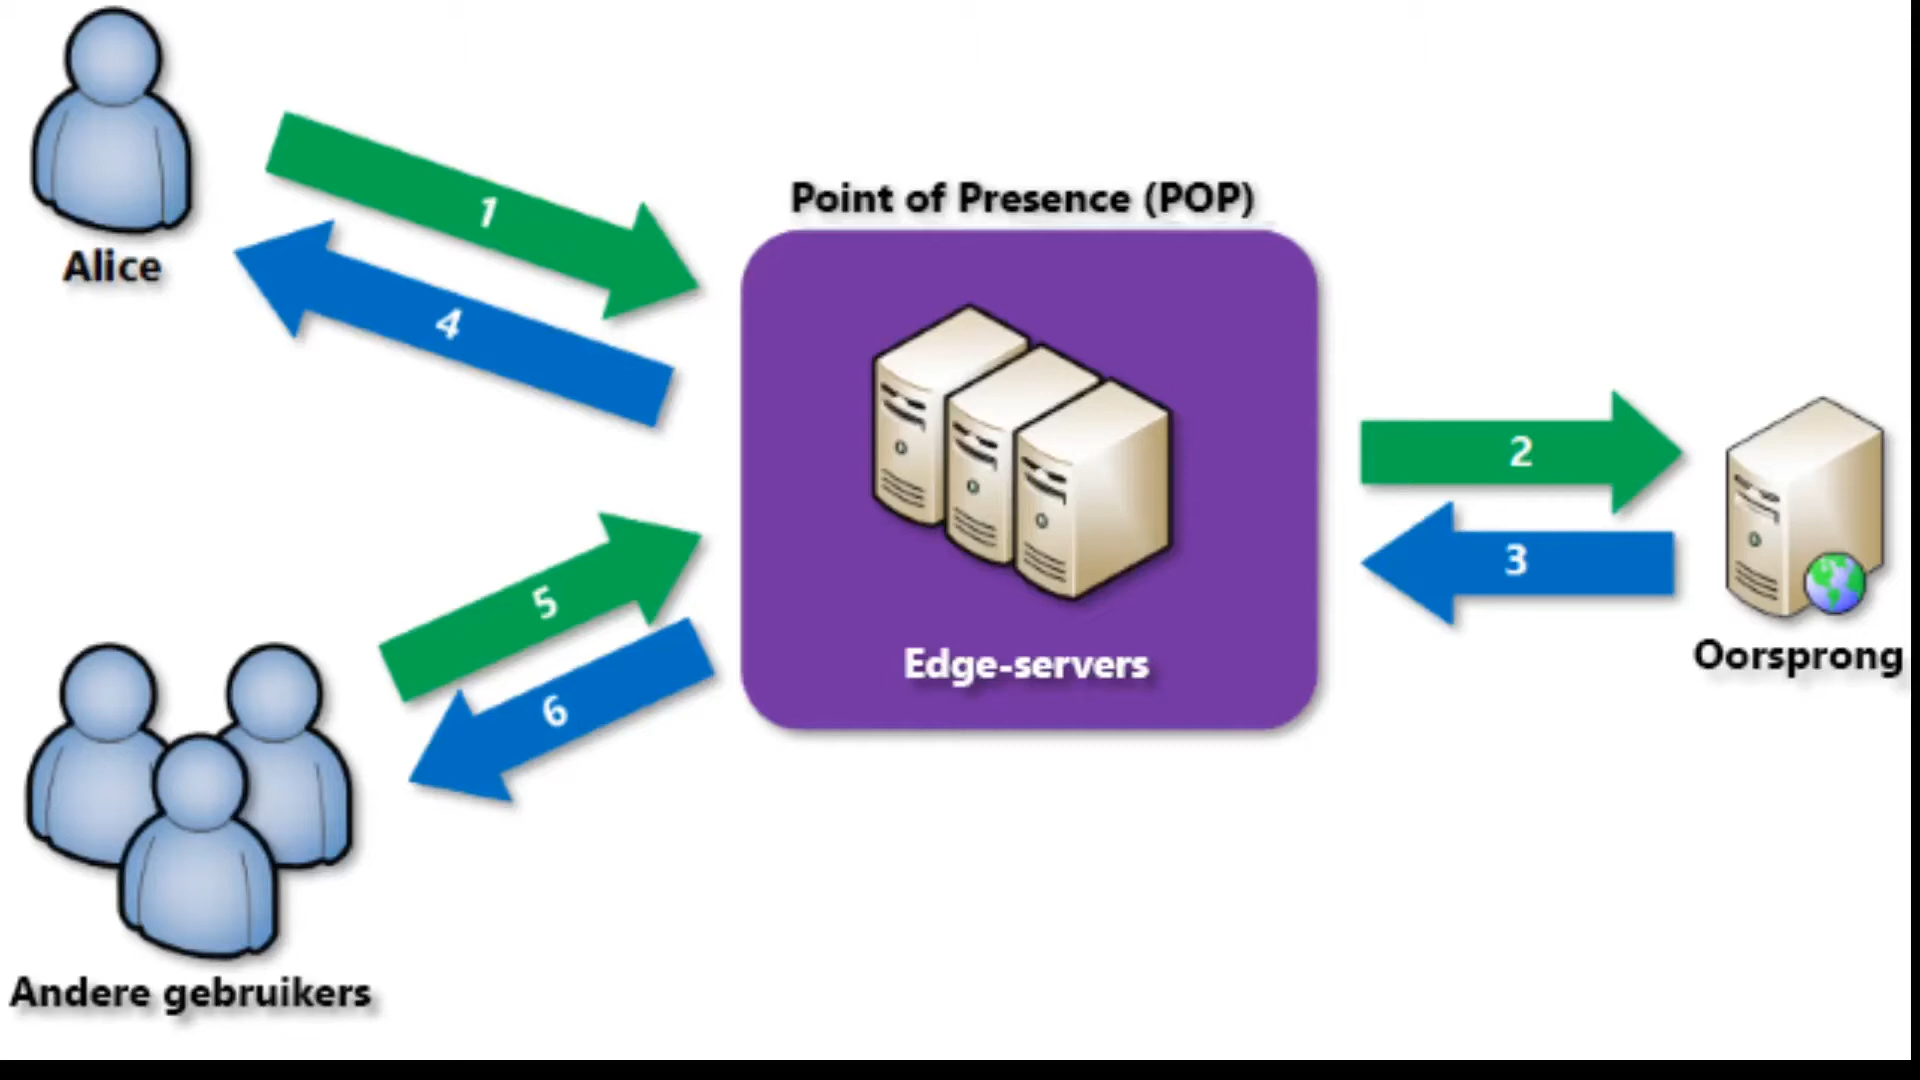 Alice
1
4
Point of Presence (POP)
Edge-servers
2
3
Oorsprong
5
6
Andere gebruikers